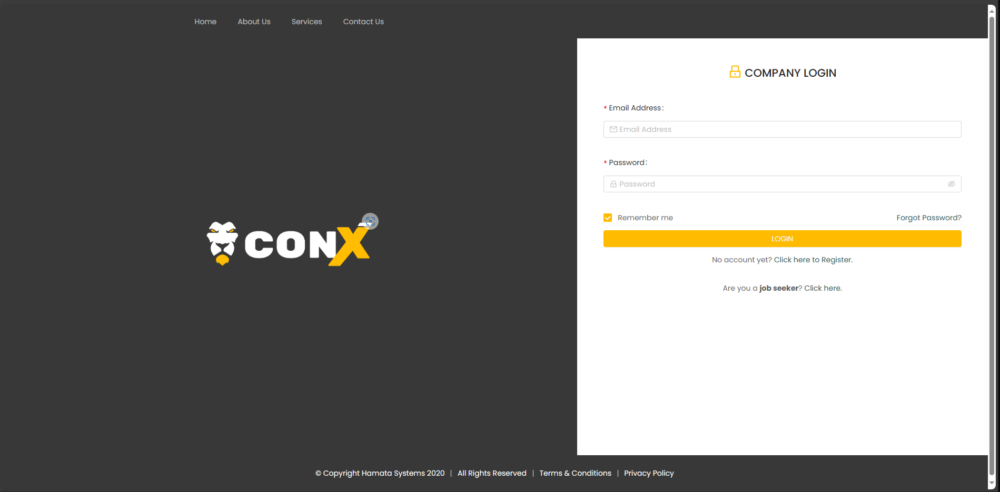 Home About Us Services Contact Us
CONX
COMPANY LOGIN
* Email Address:
Email Address
* Password:
Password
Remember me Forgot Password?
LOGIN
No account yet? Click here to Register.
Are you a job seeker? Click here.
© Copyright Hamata Systems 2020 | All Rights Reserved | Terms & Conditions | Privacy Policy